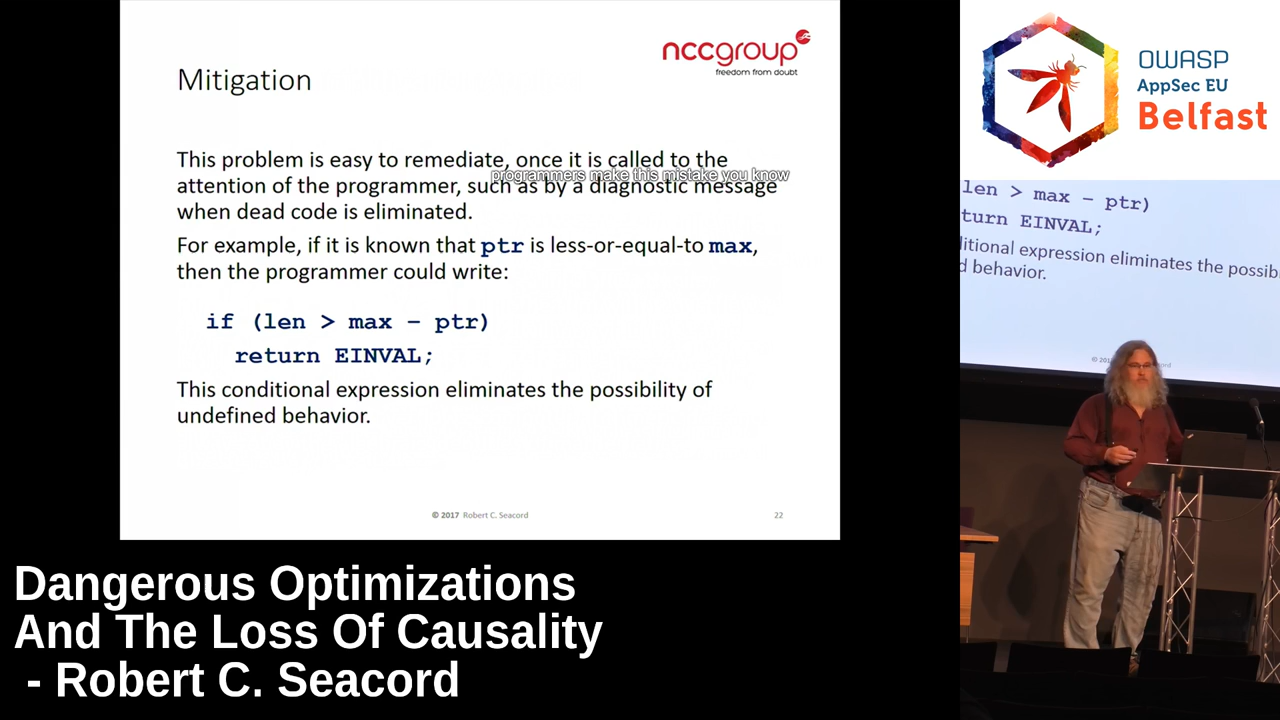 nccgroup
freedom from doubt
Mitigation
This problem is easy to remediate, once it is called to the
programmers make this mistake you know
attention of the programmer, such as by a diagnostic message
when dead code is eliminated.
For example, if it is known that ptr is less-or-equal-to max,
then the programmer could write:
if (len > max – ptr)
return EINVAL;
This conditional expression eliminates the possibility of
undefined behavior.
© 2017 Robert C. Seacord
22
OWASP
AppSec EU
Belfast
len > max – ptr)
turn EINVAL;
ditional expression eliminates the possib
d behavior.
Dangerous Optimizations
And The Loss Of Causality
- Robert C. Seacord